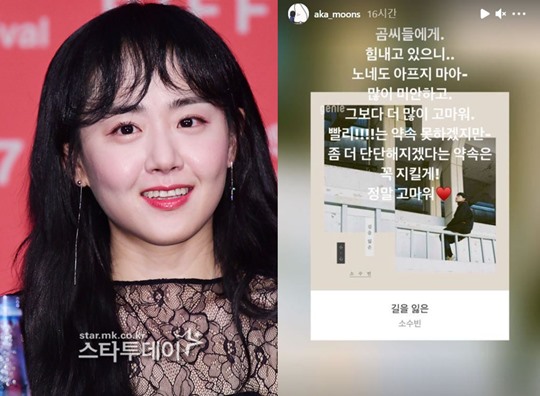 FF
ival
7
star.mk.co.kr
스타투데이
aka_moons 16시간
곰씨들에게.
힘내고 있으니..
노네도 아프지 마아-
많이 미안하고.
그보다 더 많이 고마워.
빨리!!!!는 약속 못하겠지만-
좀 더 단단해지겠다는 약속은
꼭 지킬게!
정말 고마워❤️
genie
길을 잃은
소수빈
길을 잃은
소수빈